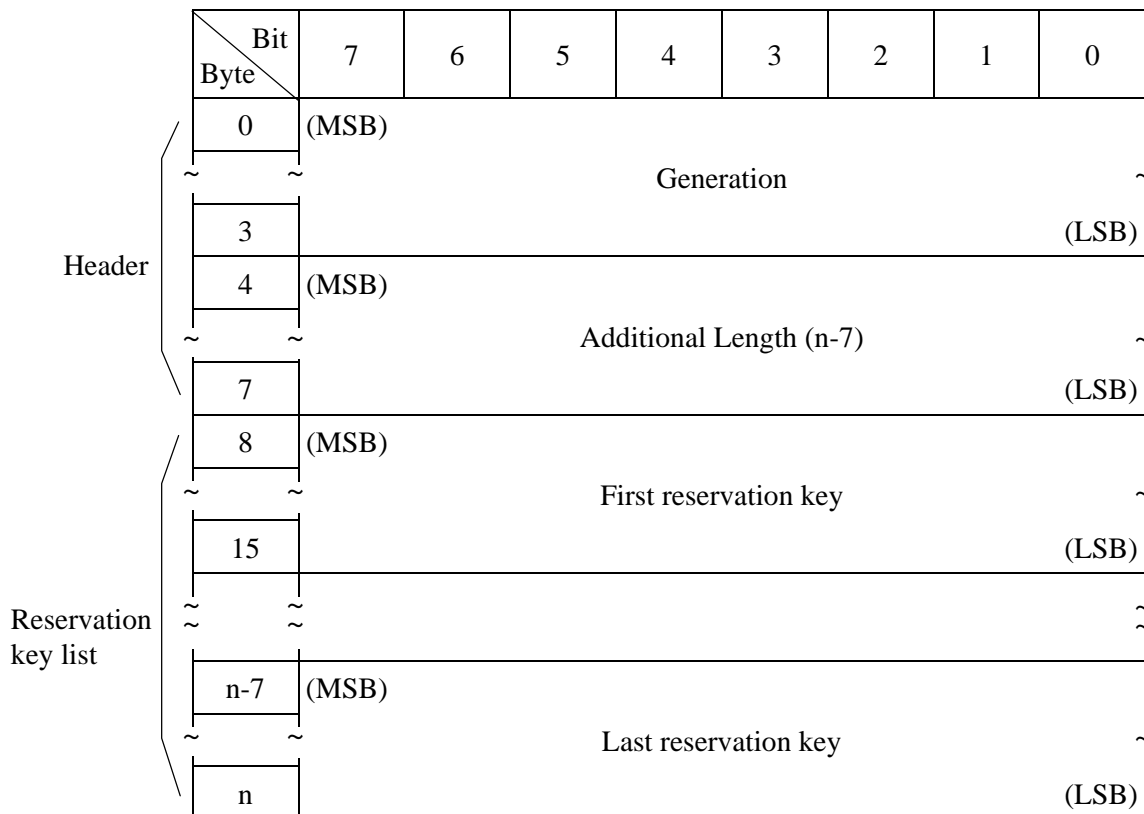 Bit
Byte
7 6 5 4 3 2 1 0
0 (MSB)
~ ~ Generation ~
3 (LSB)
Header
4 (MSB)
~ ~ Additional Length (n-7) ~
7 (LSB)
8 (MSB)
~ ~ First reservation key ~
15 (LSB)
~ ~ ~
~ ~ ~
Reservation
key list
n-7 (MSB)
~ ~ Last reservation key ~
n (LSB)